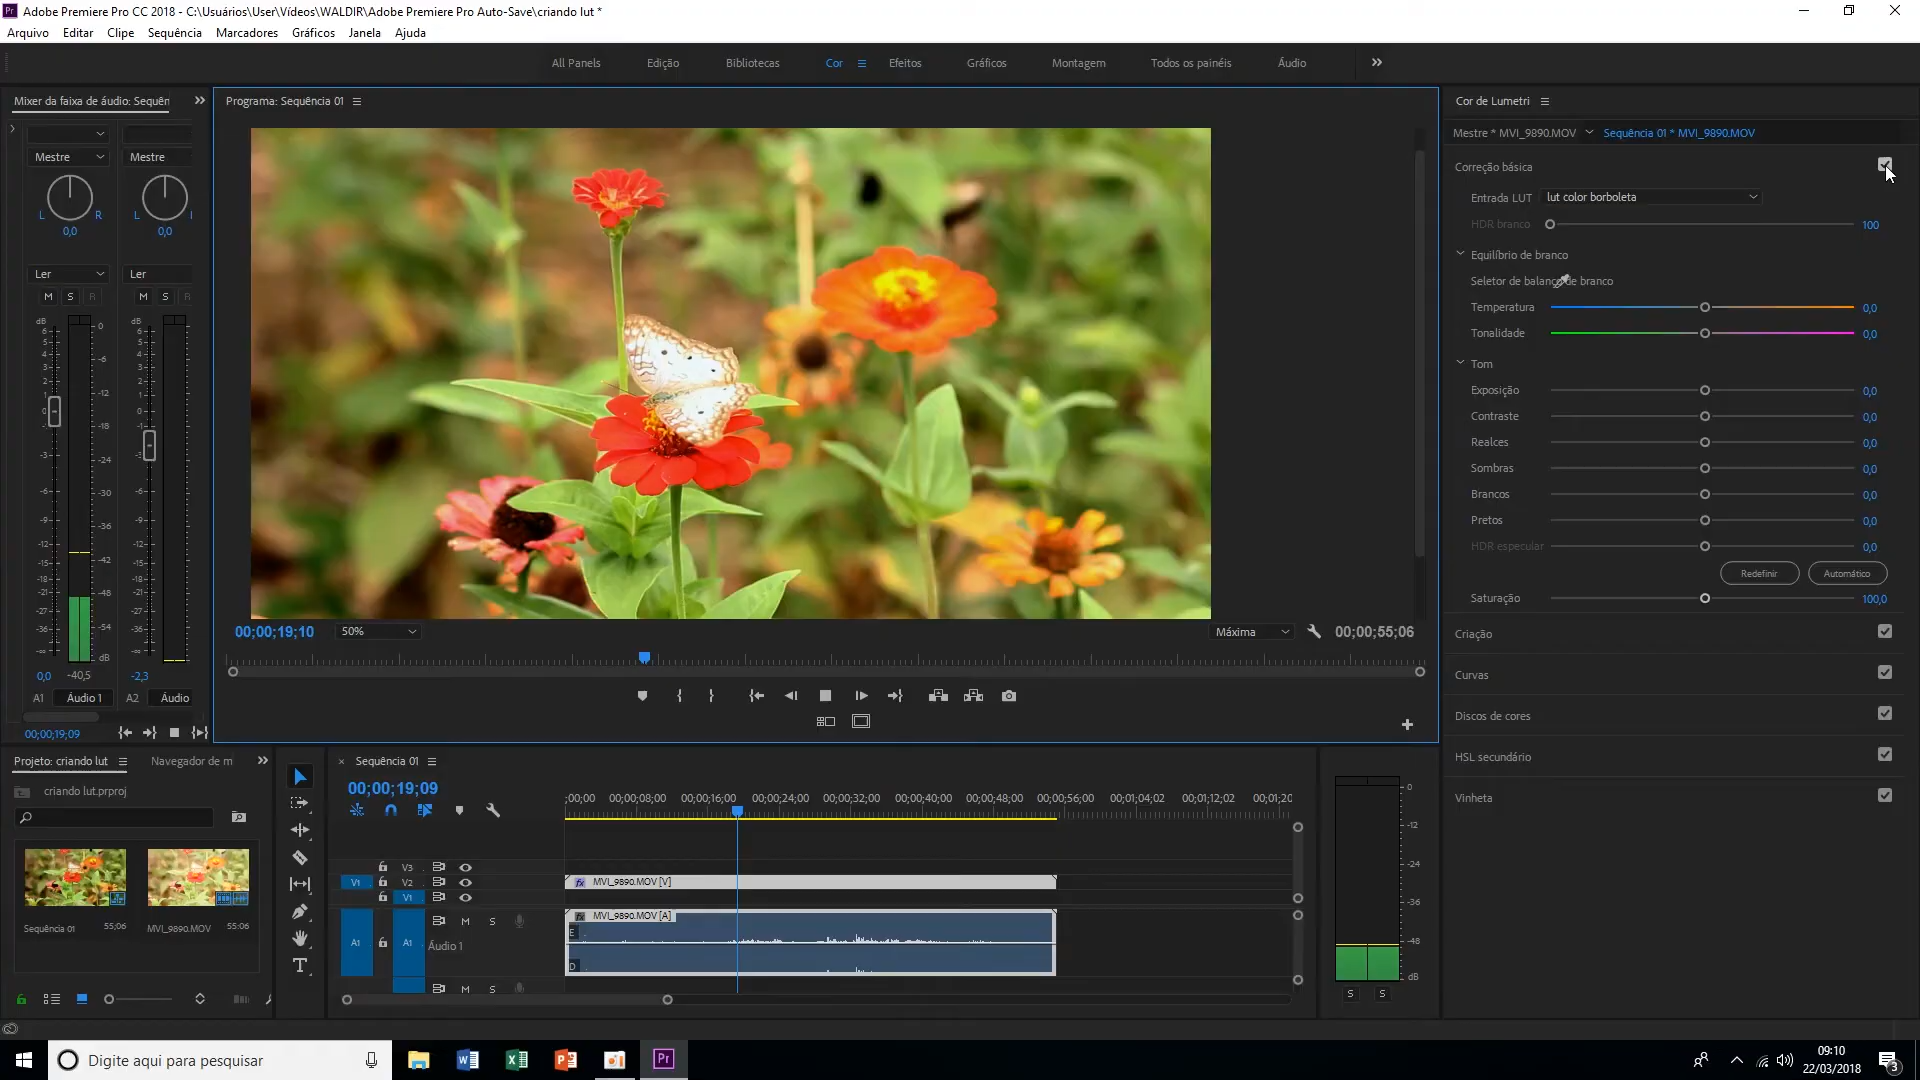 Adobe Premiere Pro CC 2018 - C:\Usuários\User\Vídeos\WALDIR\Adobe Premiere Pro Auto-Save\criando lut *
Arquivo Editar Clipe Sequência Marcadores Gráficos Janela Ajuda
All Panels Edição Bibliotecas Cor Efeitos Gráficos Montagem Todos os painéis Áudio
Mixer da faixa de áudio: Sequên
Mestre Mestre
L R L
0,0 0,0
Ler Ler
M S R M S R
dB dB
0,0 -40,5 -2,3
A1 Áudio 1 A2 Áudio
00;00;19;09
Programa: Sequência 01
00;00;19;10 50% Máxima 00;00;55;06
Cor de Lumetri
Mestre * MVI_9890.MOV Sequência 01 * MVI_9890.MOV
Correção básica
Entrada LUT lut color borboleta
HDR branco 100
Equilíbrio de branco
Seletor de balanço de branco
Temperatura 0,0
Tonalidade 0,0
Tom
Exposição 0,0
Contraste 0,0
Realces 0,0
Sombras 0,0
Brancos 0,0
Pretos 0,0
HDR especular 0,0
Redefinir Automático
Saturação 100,0
Criação
Curvas
Discos de cores
HSL secundário
Vinheta
Projeto: criando lut Navegador de m
criando lut.prproj
Sequência 01 55;06 MVI_9890.MOV 55:06
Sequência 01
00;00;19;09
;00;00 00;00;08;00 00;00;16;00 00;00;24;00 00;00;32;00 00;00;40;00 00;00;48;00 00;00;56;00 00;01;04;02 00;01;12;02 00;01;20
V3
V1 V2 MVI_9890.MOV [V]
V1
MVI_9890.MOV [A]
M S
E
A1 A1 Áudio 1
D
M S
0
-12
-24
-36
-48
dB
S S
Digite aqui para pesquisar
09:10
22/03/2018
3